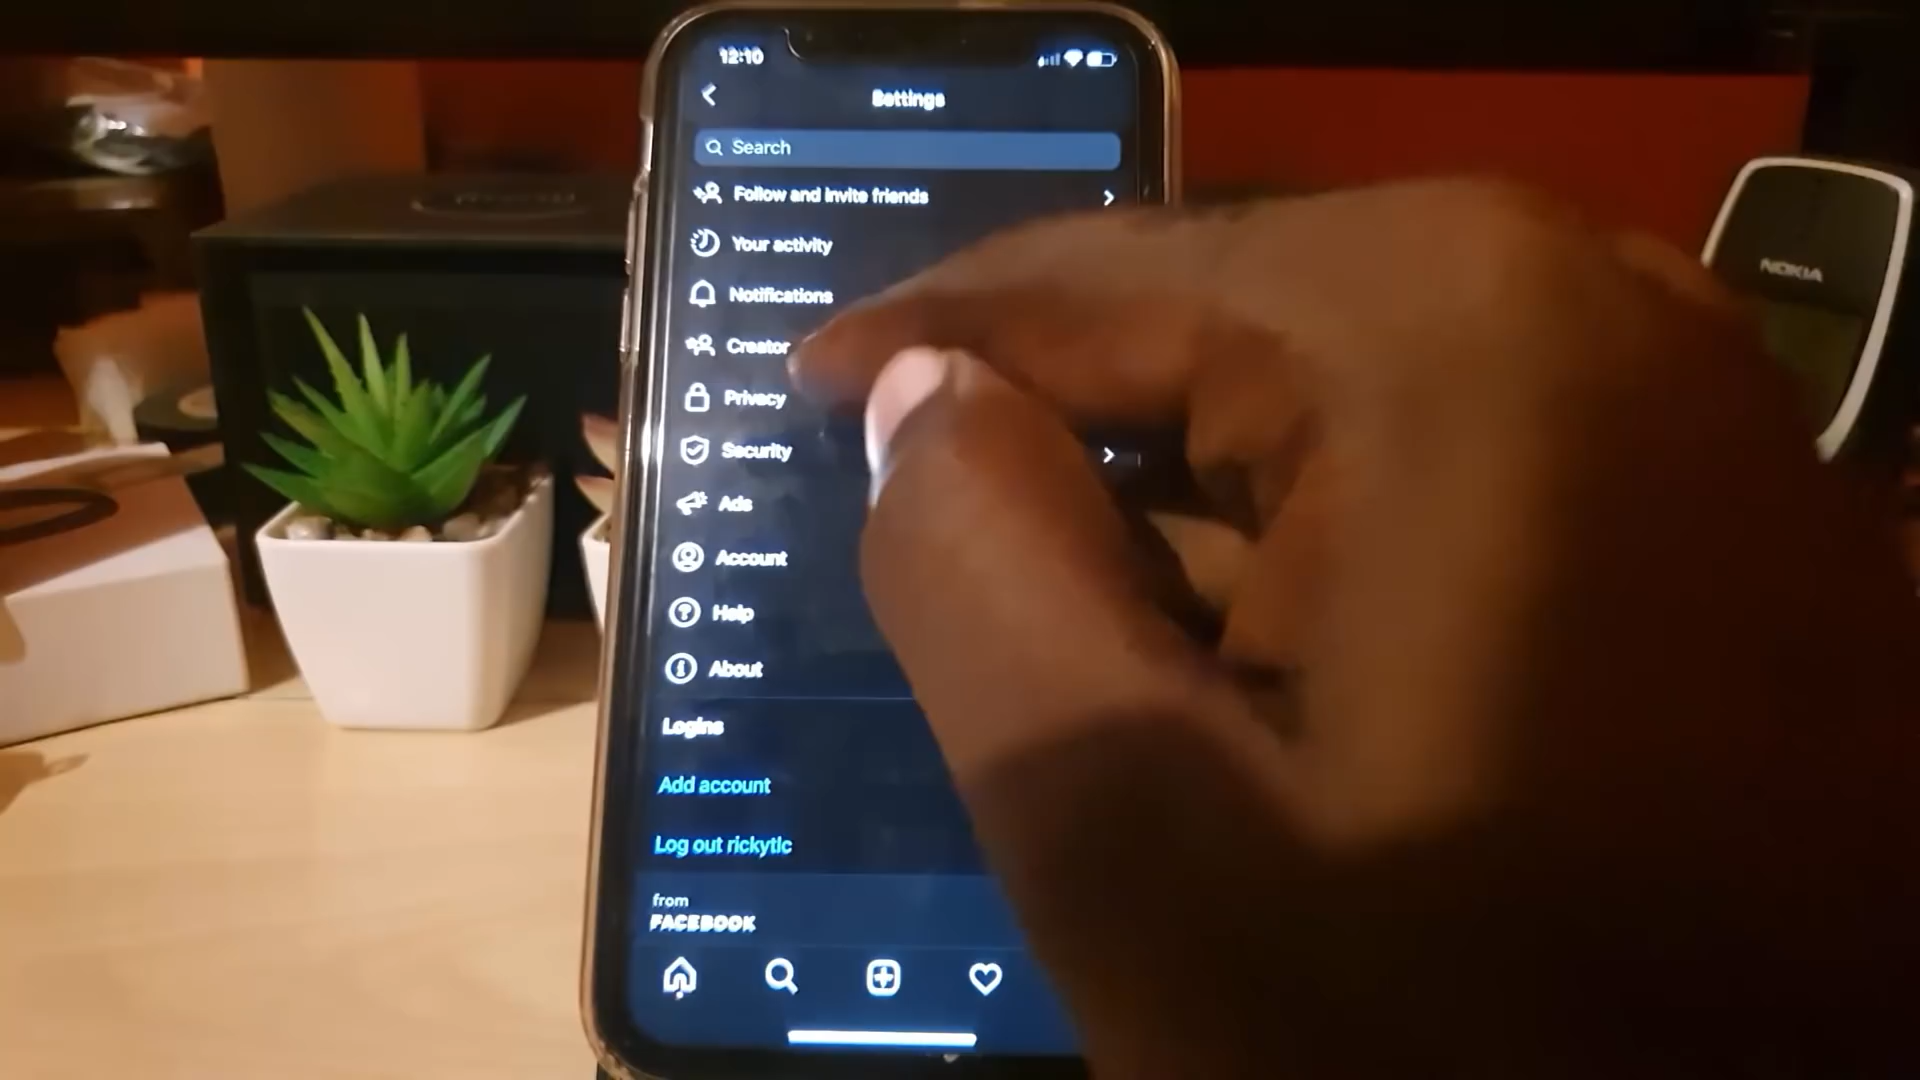 12:10
Settings
Search
Follow and invite friends
Your activity
Notifications
Creator
Privacy
Security
Ads
Account
Help
About
Logins
Add account
Log out rickytlc
from
FACEBOOK
NOKIA